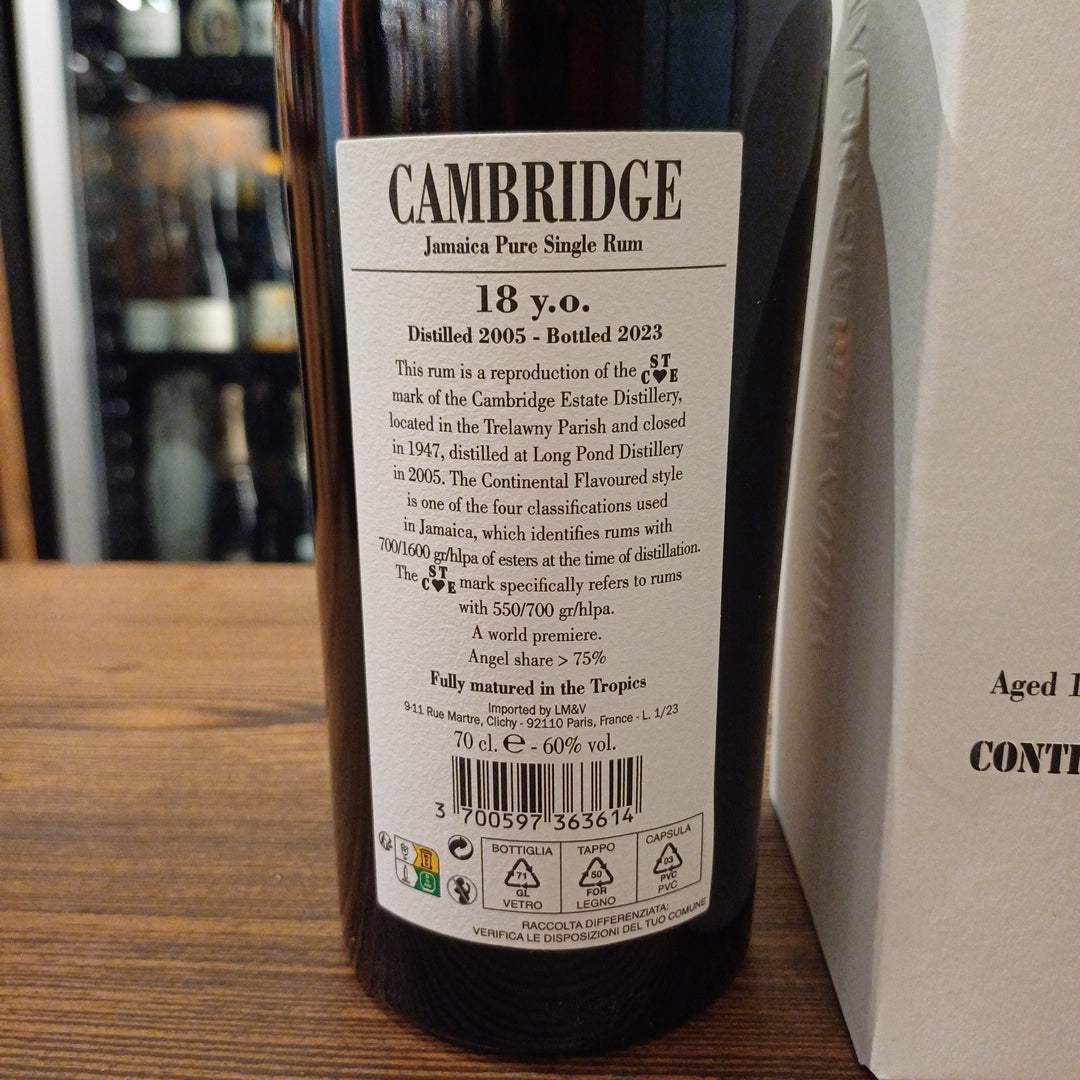 CAMBRIDGE
Jamaica Pure Single Rum
18 y.o.
Distilled 2005 - Bottled 2023
This rum is a reproduction of the ST C♥E
mark of the Cambridge Estate Distillery,
located in the Trelawny Parish and closed
in 1947, distilled at Long Pond Distillery
in 2005. The Continental Flavoured style
is one of the four classifications used
in Jamaica, which identifies rums with
700/1600 gr/hlpa of esters at the time of distillation.
The ST C♥E mark specifically refers to rums
with 550/700 gr/hlpa.
A world premiere.
Angel share > 75%
Fully matured in the Tropics
Imported by LM&V
9-11 Rue Martre, Clichy - 92110 Paris, France - L. 1/23
70 cl. ℮ - 60% vol.
3 700597 363614
BOTTIGLIA
71
GL
VETRO
TAPPO
50
FOR
LEGNO
CAPSULA
03
PVC
PVC
RACCOLTA DIFFERENZIATA:
VERIFICA LE DISPOSIZIONI DEL TUO COMUNE
Aged 1
CONTI